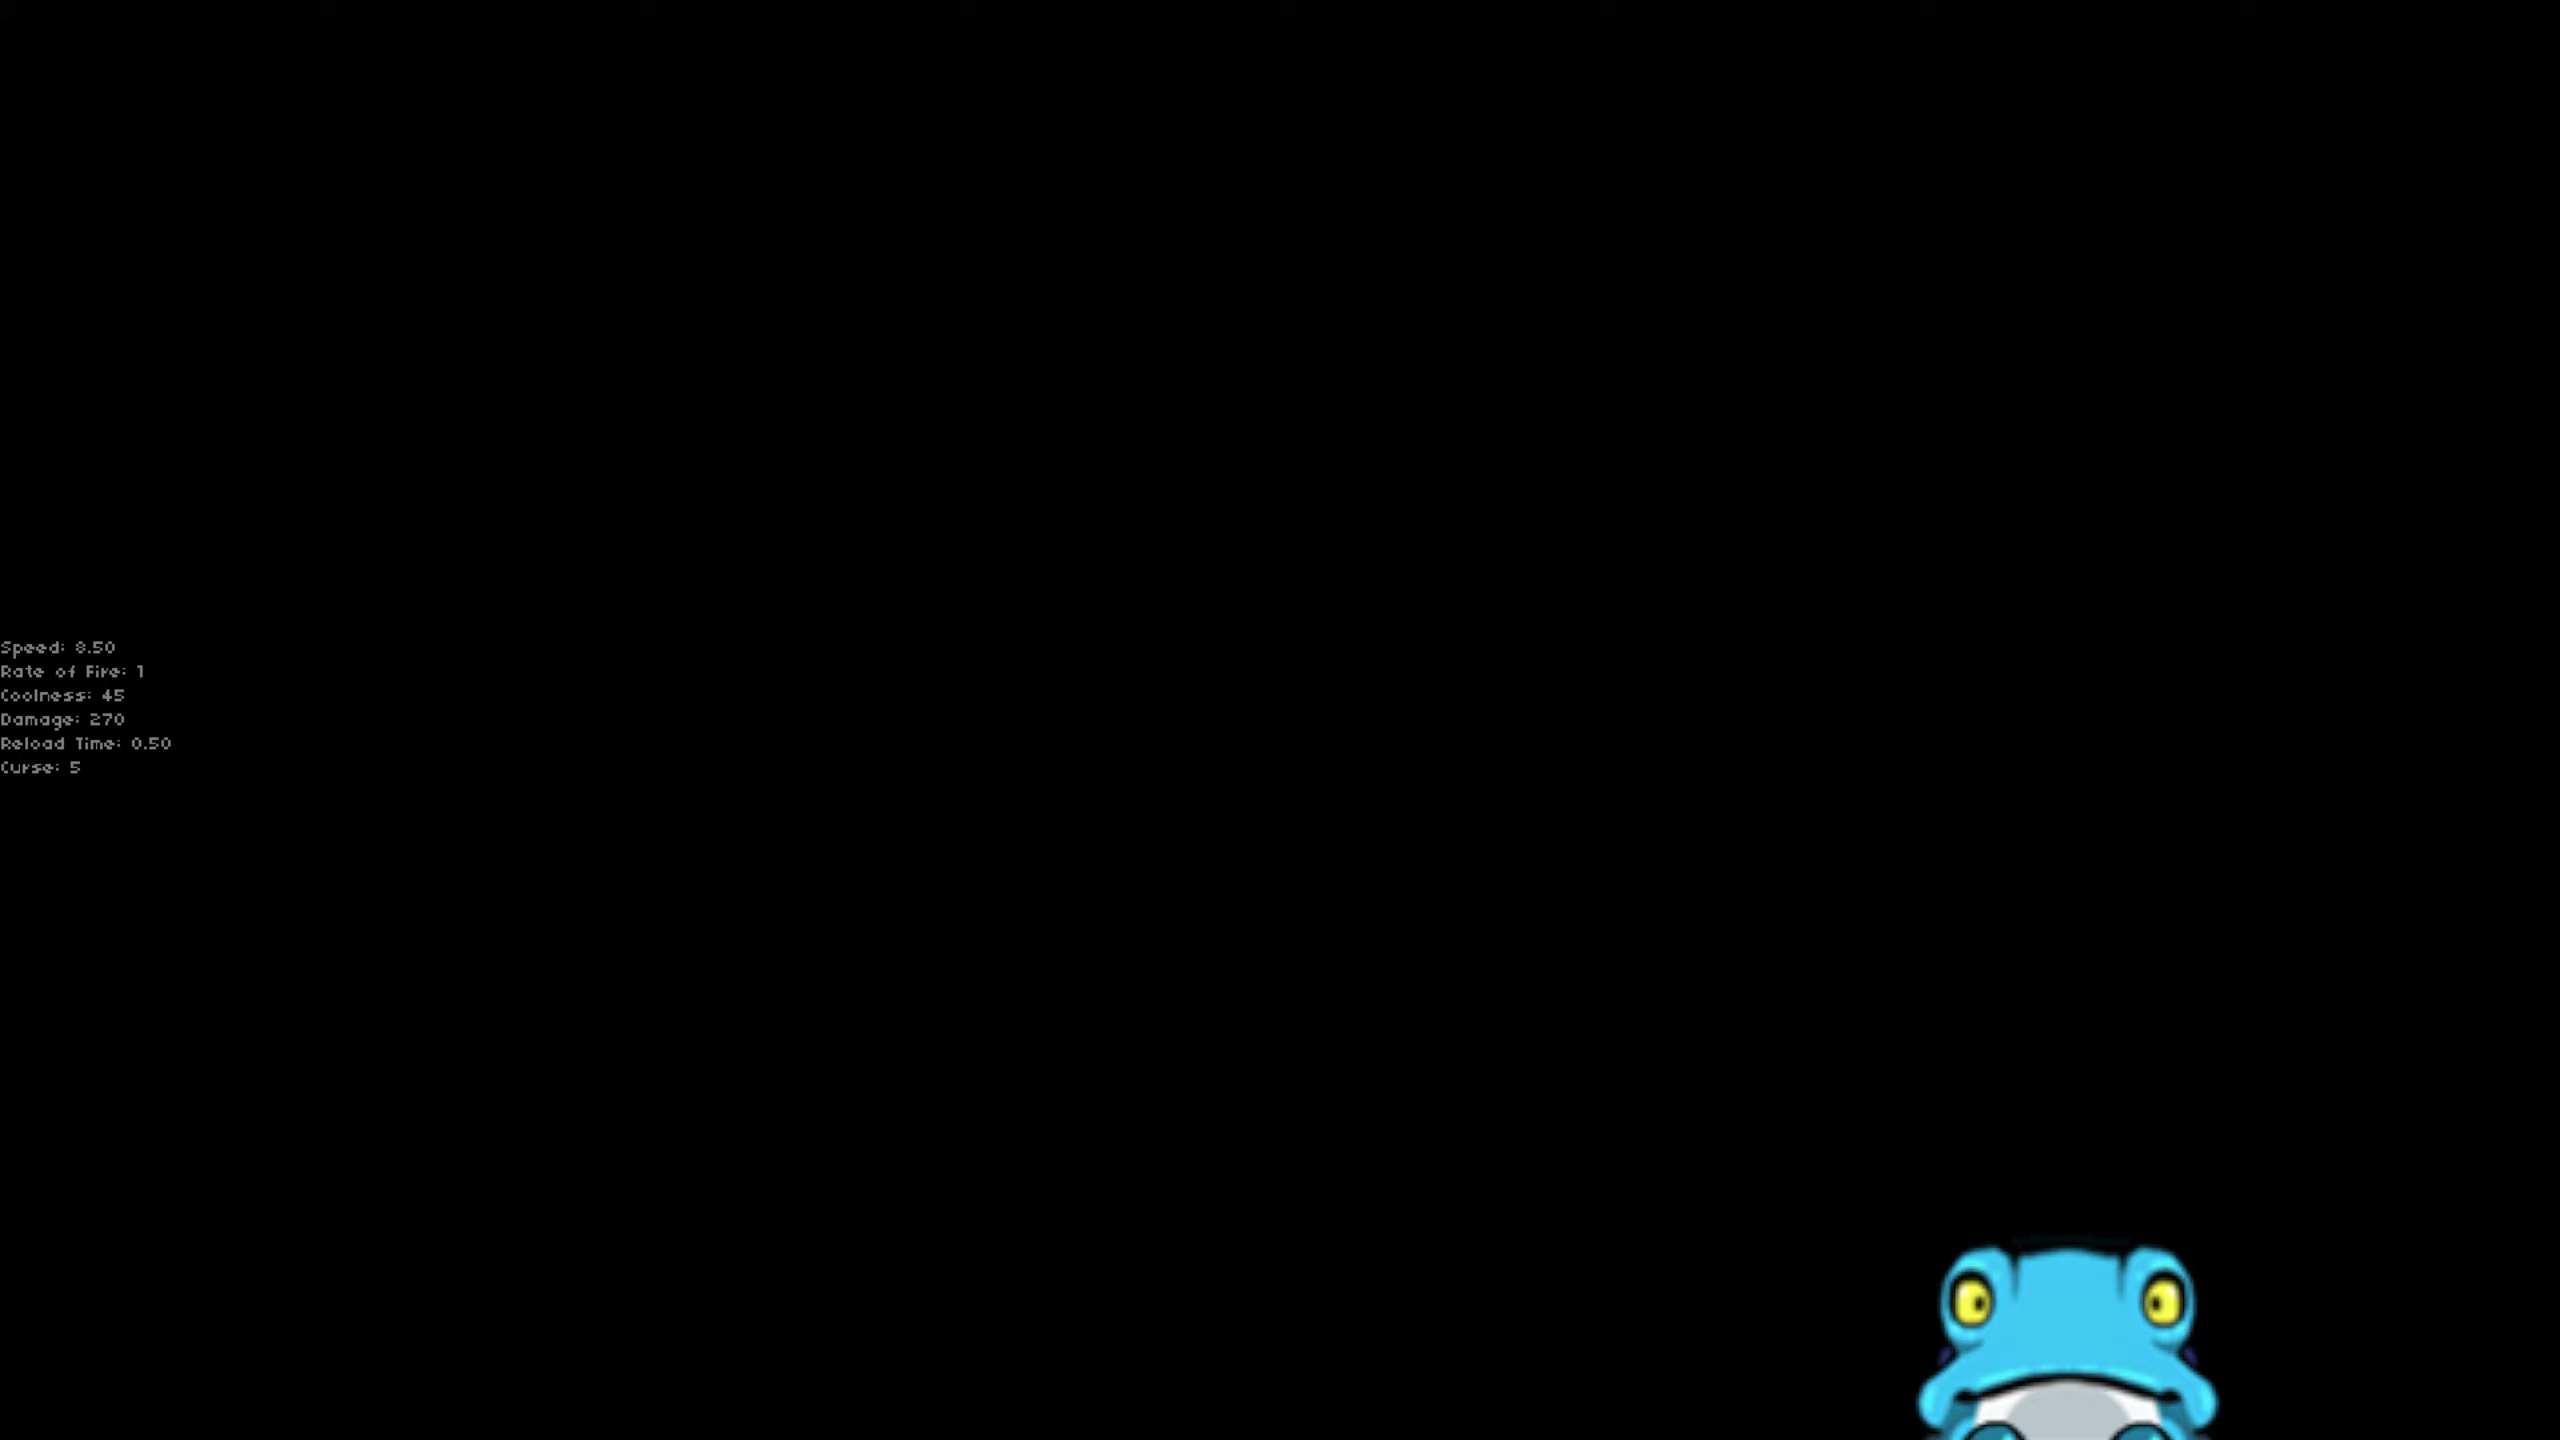 Speed: 8.50
Rate of Fire: 1
Coolness: 45
Damage: 270
Reload Time: 0.50
Curse: 5